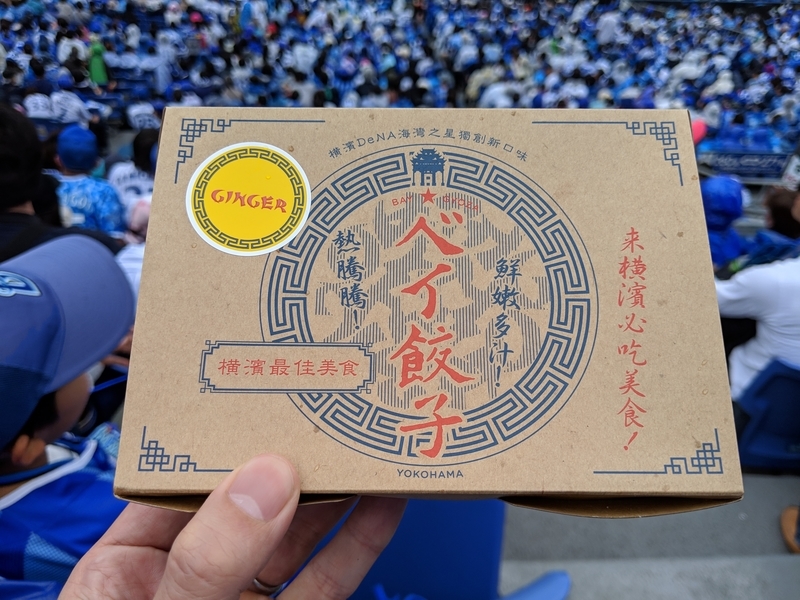 横濱DeNA海灣之星獨創新口味
GINGER
BAY ★ GYOZA
ベイ餃子
熱騰騰！
鮮嫩多汁！
来橫濱必吃美食！
橫濱最佳美食
YOKOHAMA